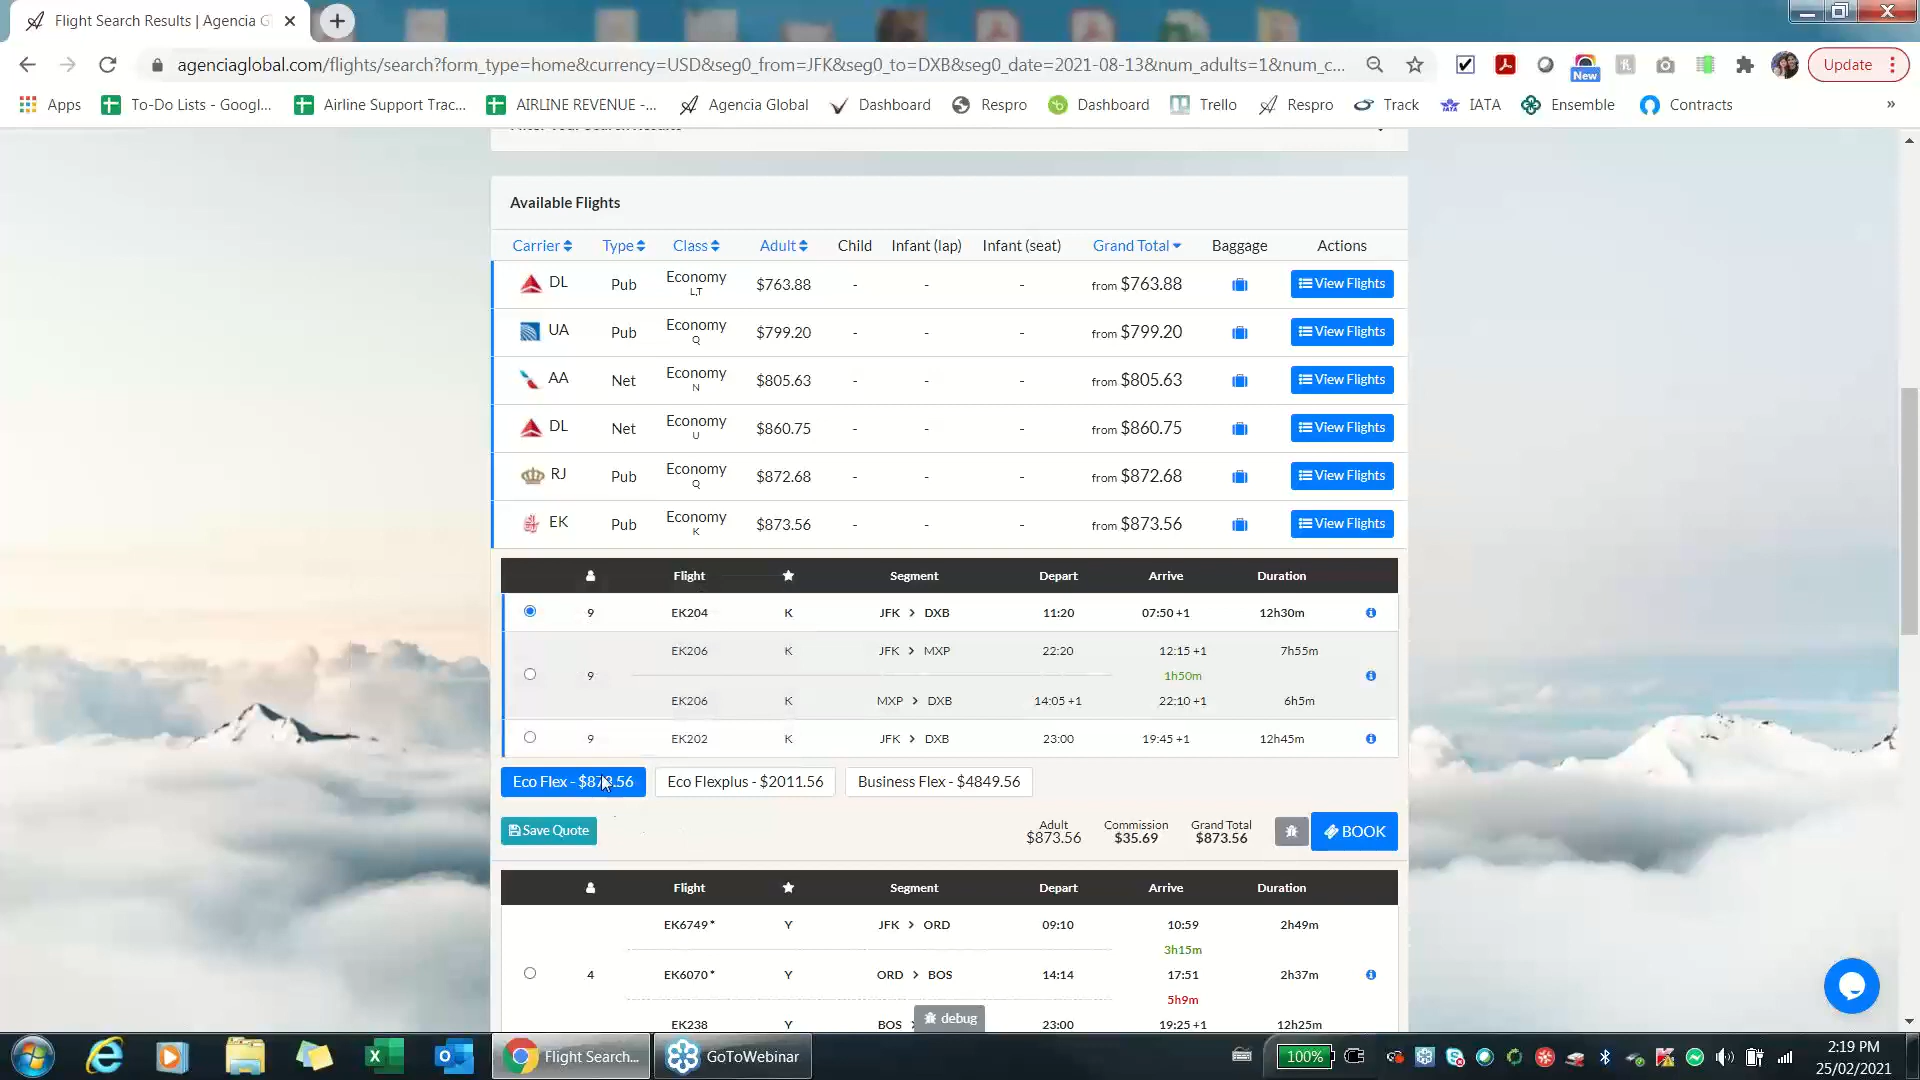 Flight Search Results | Agencia G
agenciaglobal.com/flights/search?form_type=home&currency=USD&seg0_from=JFK&seg0_to=DXB&seg0_date=2021-08-13&num_adults=1&num_c... New Update
Apps To-Do Lists - Googl... Airline Support Trac... AIRLINE REVENUE -... Agencia Global Dashboard Respro Dashboard Trello Respro Track IATA Ensemble Contracts »
Available Flights
Carrier Type Class Adult Child Infant (lap) Infant (seat) Grand Total Baggage Actions
DL Pub Economy L,T $763.88 - - - from $763.88 View Flights
UA Pub Economy Q $799.20 - - - from $799.20 View Flights
AA Net Economy N $805.63 - - - from $805.63 View Flights
DL Net Economy U $860.75 - - - from $860.75 View Flights
RJ Pub Economy Q $872.68 - - - from $872.68 View Flights
EK Pub Economy K $873.56 - - - from $873.56 View Flights
Flight Segment Depart Arrive Duration
9 EK204 K JFK > DXB 11:20 07:50 +1 12h30m
EK206 K JFK > MXP 22:20 12:15 +1 7h55m
9 1h50m
EK206 K MXP > DXB 14:05 +1 22:10 +1 6h5m
9 EK202 K JFK > DXB 23:00 19:45 +1 12h45m
Eco Flex - $873.56 Eco Flexplus - $2011.56 Business Flex - $4849.56
Save Quote Adult $873.56 Commission $35.69 Grand Total $873.56 BOOK
Flight Segment Depart Arrive Duration
EK6749 * Y JFK > ORD 09:10 10:59 2h49m
3h15m
4 EK6070 * Y ORD > BOS 14:14 17:51 2h37m
5h9m
EK238 Y BOS 23:00 19:25 +1 12h25m
debug
Flight Search... GoToWebinar 100% 2:19 PM
25/02/2021